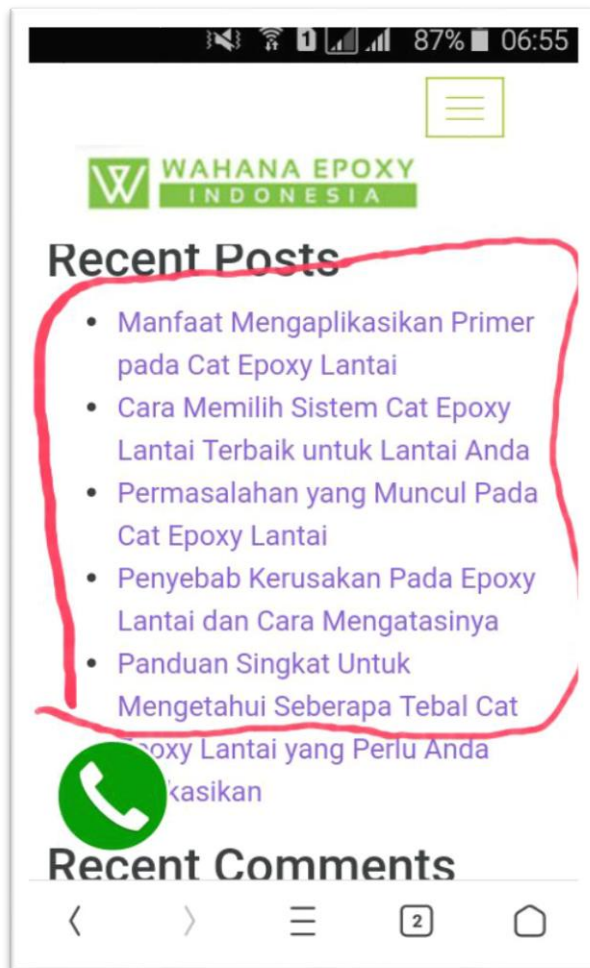 1 87% 06:55
WAHANA EPOXY
INDONESIA
Recent Posts
Manfaat Mengaplikasikan Primer
pada Cat Epoxy Lantai
Cara Memilih Sistem Cat Epoxy
Lantai Terbaik untuk Lantai Anda
Permasalahan yang Muncul Pada
Cat Epoxy Lantai
Penyebab Kerusakan Pada Epoxy
Lantai dan Cara Mengatasinya
Panduan Singkat Untuk
Mengetahui Seberapa Tebal Cat
Epoxy Lantai yang Perlu Anda
kasikan
Recent Comments
2